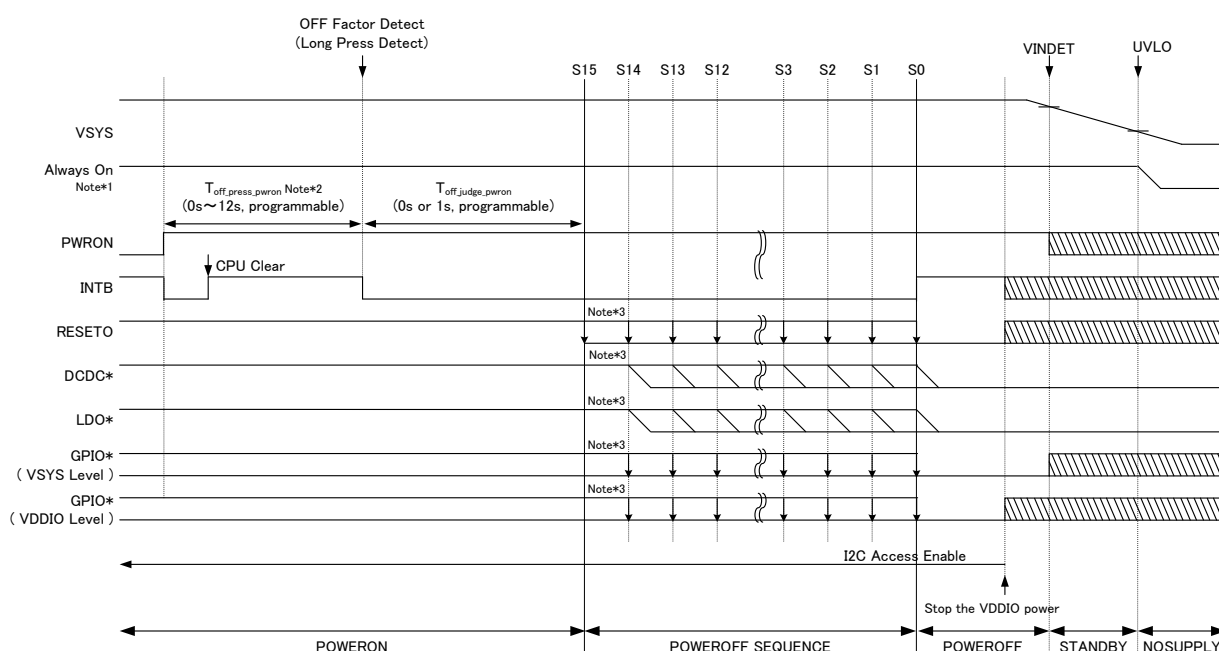 OFF Factor Detect
(Long Press Detect)
VINDET
UVLO
S15 S14 S13 S12 S3 S2 S1 S0
VSYS
Always On
Note*1
Toff_press_pwron Note*2
(0s～12s, programmable)
Toff_judge_pwron
(0s or 1s, programmable)
PWRON
CPU Clear
INTB
Note*3
RESETO
Note*3
DCDC*
Note*3
LDO*
Note*3
GPIO*
( VSYS Level )
Note*3
GPIO*
( VDDIO Level )
I2C Access Enable
Stop the VDDIO power
POWERON POWEROFF SEQUENCE POWEROFF STANDBY NOSUPPLY